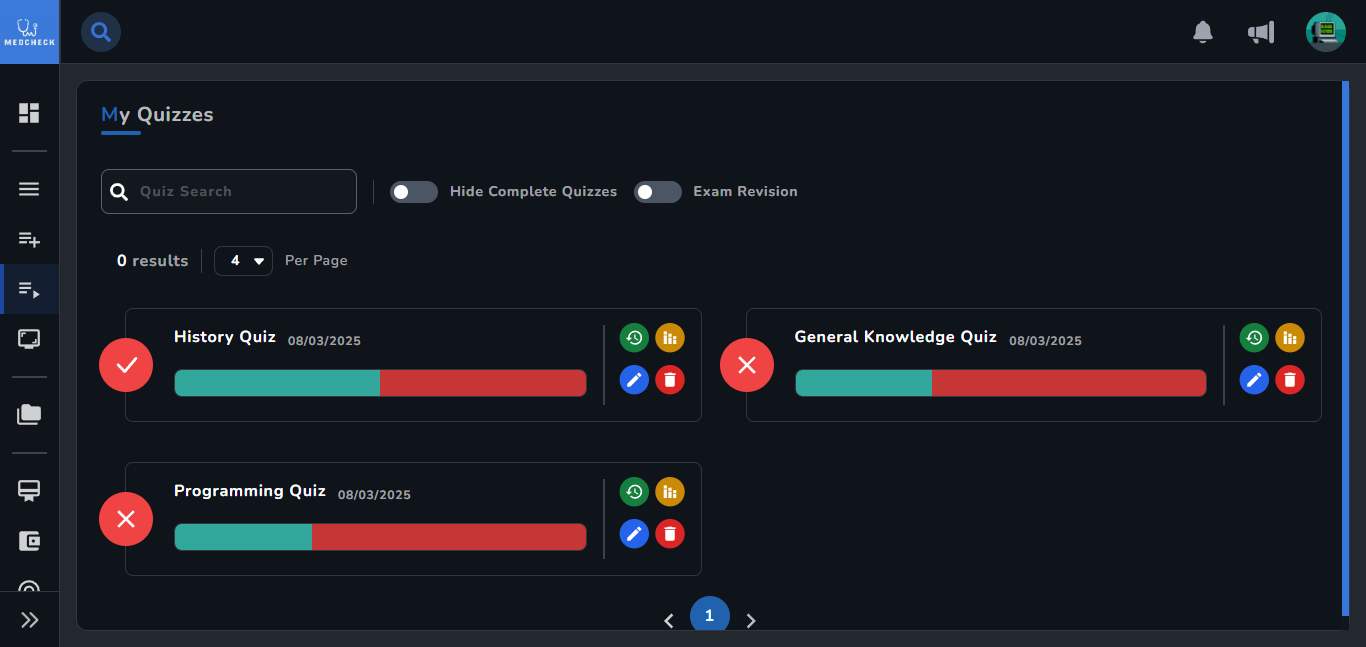 MEDCHECK
My Quizzes
Quiz Search
Hide Complete Quizzes
Exam Revision
0 results
4
Per Page
History Quiz 08/03/2025
General Knowledge Quiz 08/03/2025
Programming Quiz 08/03/2025
1